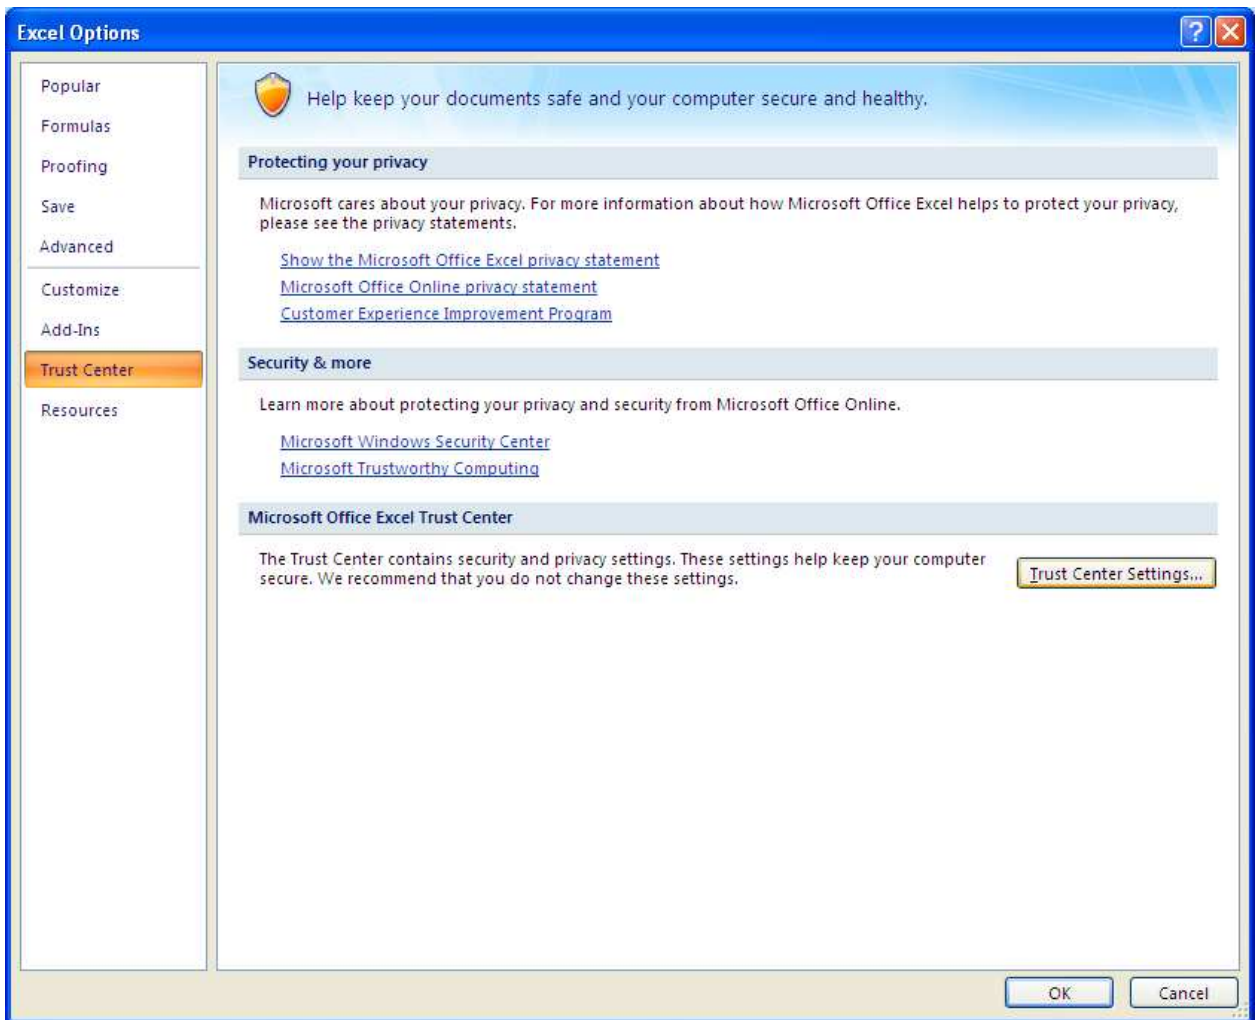 Excel Options
Popular
Formulas
Proofing
Save
Advanced
Customize
Add-Ins
Trust Center
Resources
Help keep your documents safe and your computer secure and healthy.
Protecting your privacy
Microsoft cares about your privacy. For more information about how Microsoft Office Excel helps to protect your privacy,
please see the privacy statements.
Show the Microsoft Office Excel privacy statement
Microsoft Office Online privacy statement
Customer Experience Improvement Program
Security & more
Learn more about protecting your privacy and security from Microsoft Office Online.
Microsoft Windows Security Center
Microsoft Trustworthy Computing
Microsoft Office Excel Trust Center
The Trust Center contains security and privacy settings. These settings help keep your computer
secure. We recommend that you do not change these settings.
Trust Center Settings...
OK
Cancel